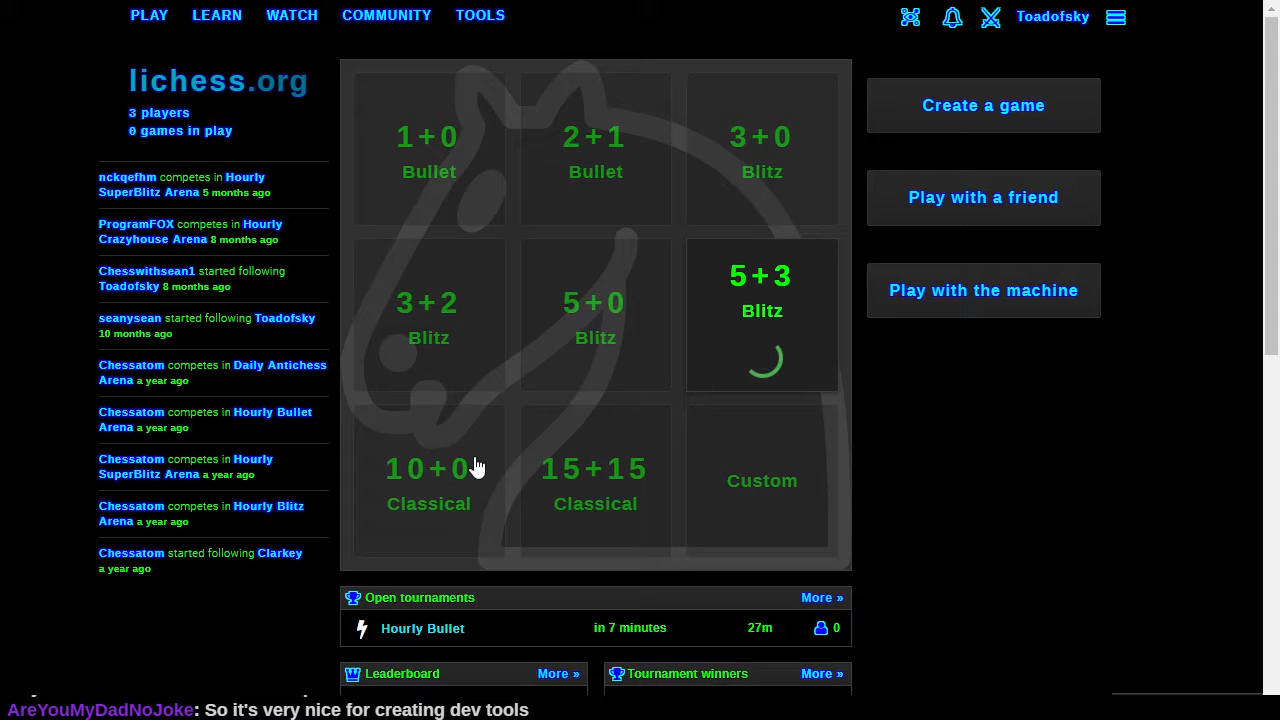 PLAY LEARN WATCH COMMUNITY TOOLS Toadofsky
lichess.org
3 players
0 games in play
nckqefhm competes in Hourly
SuperBlitz Arena 5 months ago
ProgramFOX competes in Hourly
Crazyhouse Arena 8 months ago
Chesswithsean1 started following
Toadofsky 8 months ago
seanysean started following Toadofsky
10 months ago
Chessatom competes in Daily Antichess
Arena a year ago
Chessatom competes in Hourly Bullet
Arena a year ago
Chessatom competes in Hourly
SuperBlitz Arena a year ago
Chessatom competes in Hourly Blitz
Arena a year ago
Chessatom started following Clarkey
a year ago
1+0
Bullet
2+1
Bullet
3+0
Blitz
3+2
Blitz
5+0
Blitz
5+3
Blitz
10+0
Classical
15+15
Classical
Custom
Create a game
Play with a friend
Play with the machine
Open tournaments More »
Hourly Bullet in 7 minutes 27m 0
Leaderboard More »
Tournament winners More »
AreYouMyDadNoJoke: So it's very nice for creating dev tools